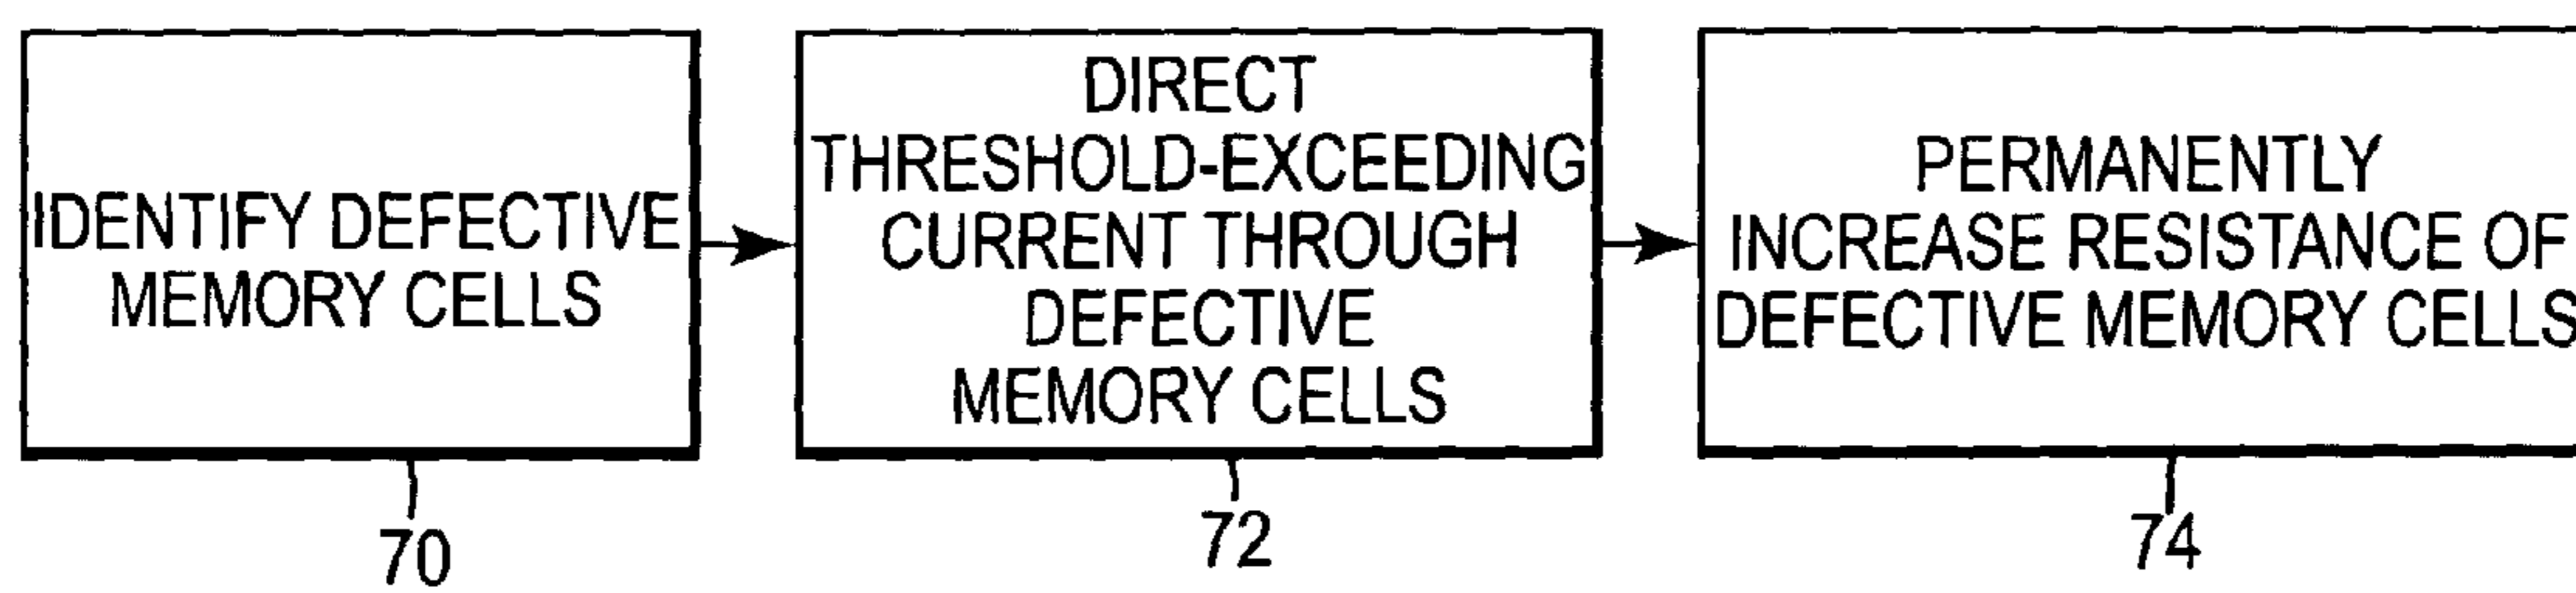 IDENTIFY DEFECTIVE
MEMORY CELLS
70
DIRECT
THRESHOLD-EXCEEDING
CURRENT THROUGH
DEFECTIVE
MEMORY CELLS
72
PERMANENTLY
INCREASE RESISTANCE OF
DEFECTIVE MEMORY CELLS
74